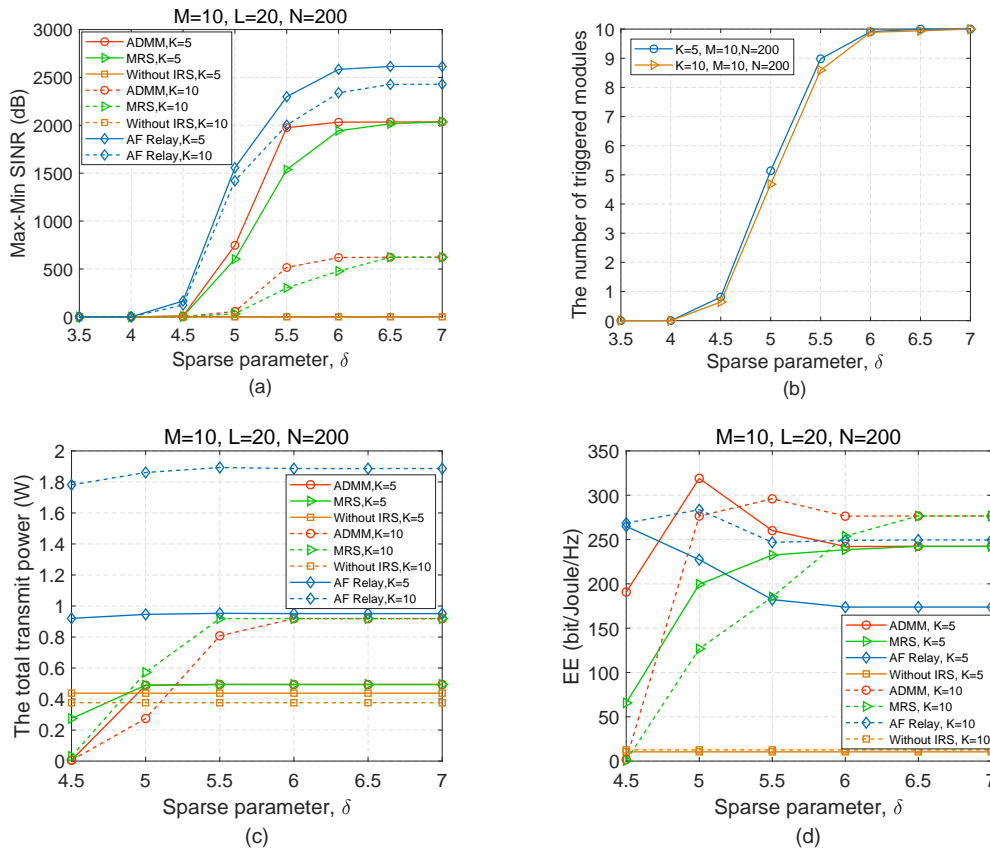 M=10, L=20, N=200
Max-Min SINR (dB)
3000
2500
2000
1500
1000
500
0
ADMM,K=5
MRS,K=5
Without IRS,K=5
ADMM,K=10
MRS,K=10
Without IRS,K=10
AF Relay,K=5
AF Relay,K=10
3.5 4 4.5 5 5.5 6 6.5 7
Sparse parameter, δ
(a)
The number of triggered modules
10
9
8
7
6
5
4
3
2
1
0
K=5, M=10,N=200
K=10, M=10, N=200
3.5 4 4.5 5 5.5 6 6.5 7
Sparse parameter, δ
(b)
M=10, L=20, N=200
The total transmit power (W)
2
1.8
1.6
1.4
1.2
1
0.8
0.6
0.4
0.2
0
ADMM,K=5
MRS,K=5
Without IRS,K=5
ADMM,K=10
MRS,K=10
Without IRS,K=10
AF Relay,K=5
AF Relay,K=10
4.5 5 5.5 6 6.5 7
Sparse parameter, δ
(c)
M=10, L=20, N=200
EE (bit/Joule/Hz)
350
300
250
200
150
100
50
0
ADMM, K=5
MRS, K=5
AF Relay, K=5
Without IRS, K=5
ADMM, K=10
MRS, K=10
AF Relay, K=10
Without IRS, K=10
4.5 5 5.5 6 6.5 7
Sparse parameter, δ
(d)